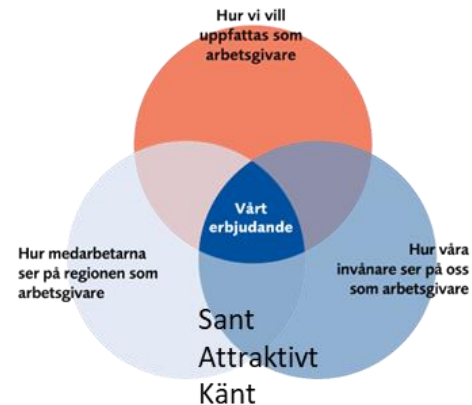 Hur vi vill
uppfattas som
arbetsgivare
Vårt
erbjudande
Hur medarbetarna
ser på regionen som
arbetsgivare
Hur våra
invånare ser på oss
som arbetsgivare
Sant
Attraktivt
Känt